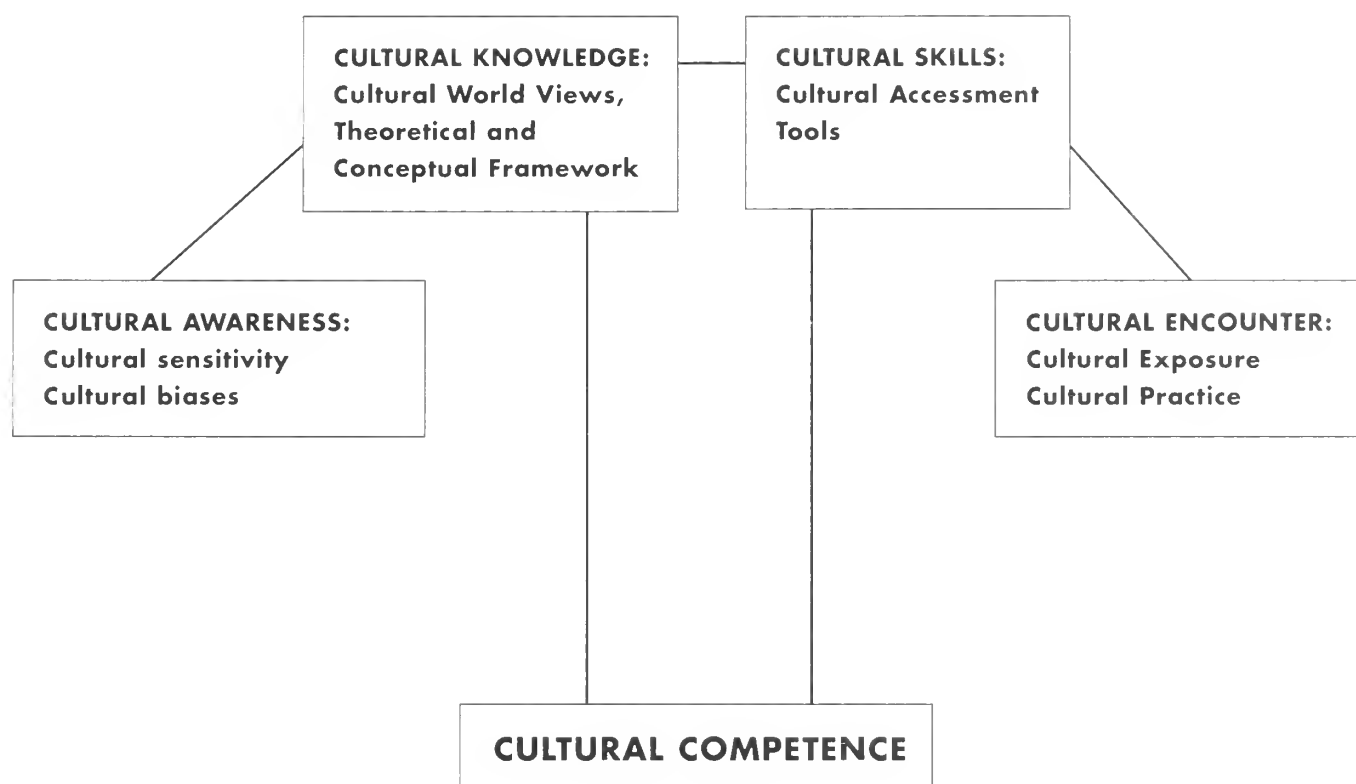 CULTURAL KNOWLEDGE:
Cultural World Views,
Theoretical and
Conceptual Framework
CULTURAL SKILLS:
Cultural Accessment
Tools
CULTURAL AWARENESS:
Cultural sensitivity
Cultural biases
CULTURAL ENCOUNTER:
Cultural Exposure
Cultural Practice
CULTURAL COMPETENCE